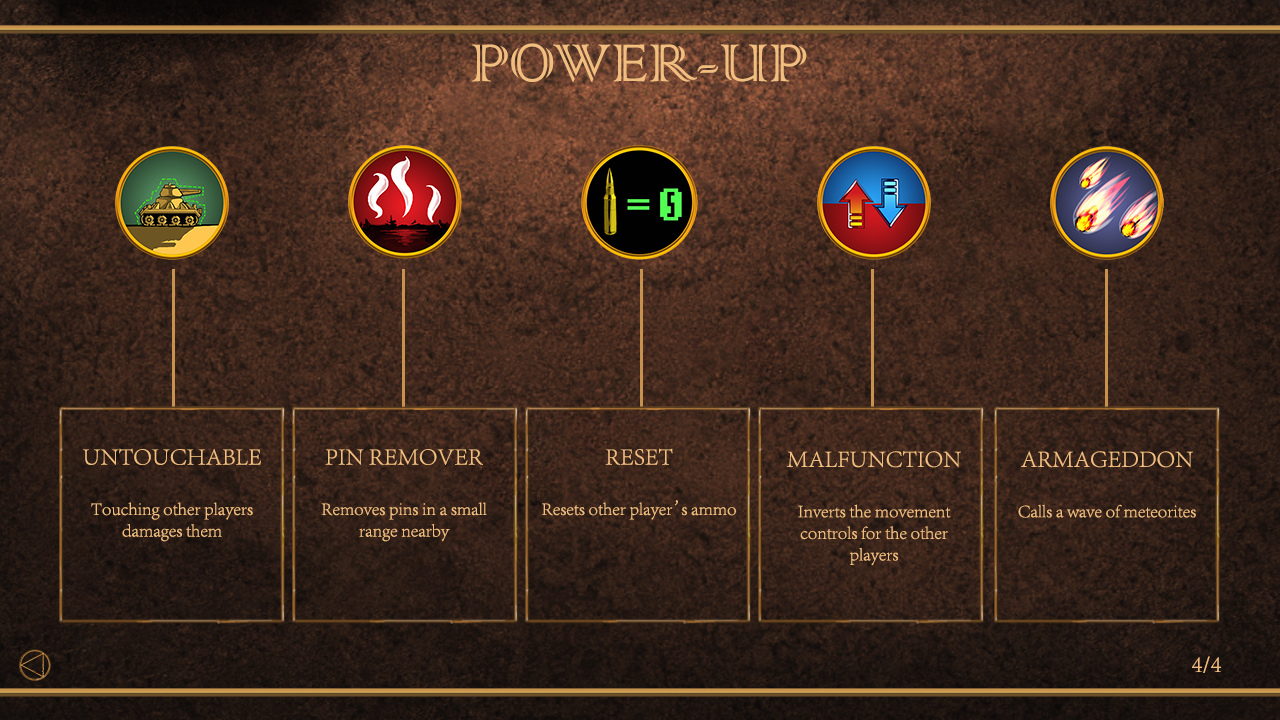 POWER-UP
= 0
UNTOUCHABLE
Touching other players
damages them
PIN REMOVER
Removes pins in a small
range nearby
RESET
Resets other player's ammo
MALFUNCTION
Inverts the movement
controls for the other
players
ARMAGEDDON
Calls a wave of meteorites
4/4